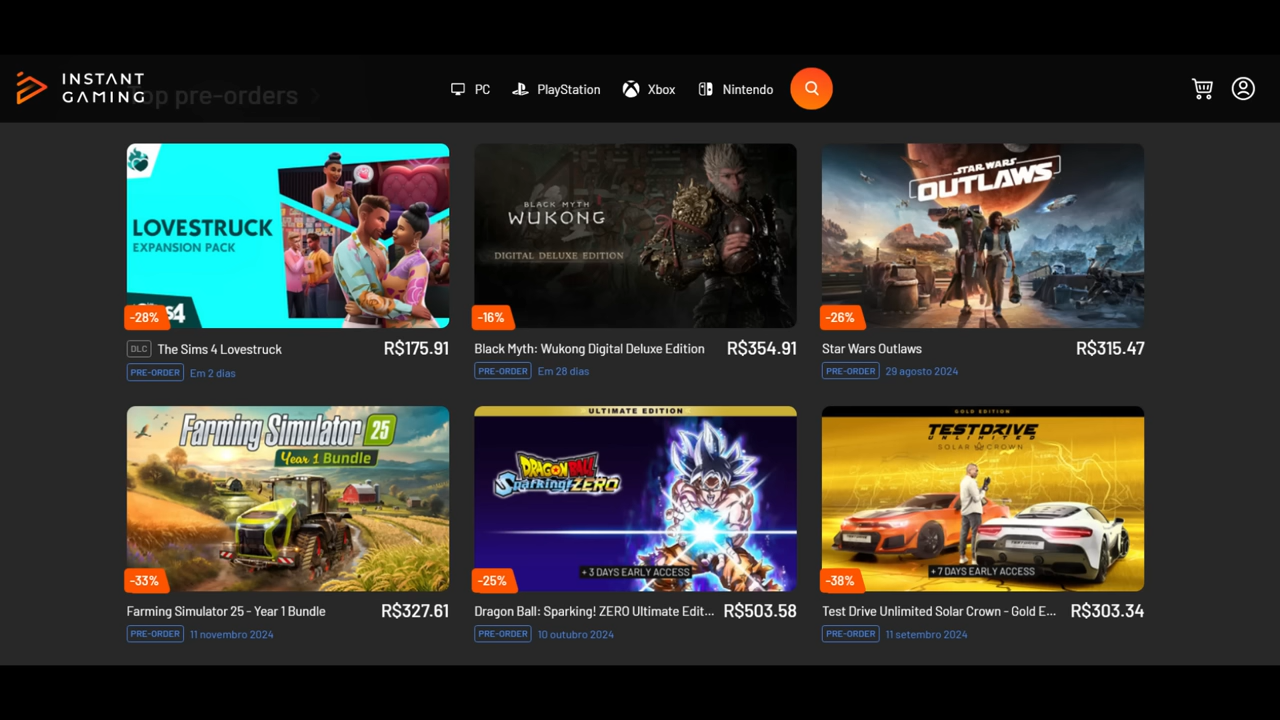 INSTANT
GAMING
Top pre-orders
PC
PlayStation
Xbox
Nintendo
LOVESTRUCK
EXPANSION PACK
-28%
DLC The Sims 4 Lovestruck R$175.91
PRE-ORDER Em 2 dias
BLACK MYTH
WUKONG
DIGITAL DELUXE EDITION
-16%
Black Myth: Wukong Digital Deluxe Edition R$354.91
PRE-ORDER Em 28 dias
STAR WARS
OUTLAWS
-26%
Star Wars Outlaws R$315.47
PRE-ORDER 29 agosto 2024
Farming Simulator 25
Year 1 Bundle
-33%
Farming Simulator 25 - Year 1 Bundle R$327.61
PRE-ORDER 11 novembro 2024
ULTIMATE EDITION
DRAGON BALL
Sparking! ZERO
+ 3 DAYS EARLY ACCESS
-25%
Dragon Ball: Sparking! ZERO Ultimate Edit... R$503.58
PRE-ORDER 10 outubro 2024
GOLD EDITION
TEST DRIVE
UNLIMITED
SOLAR CROWN
+ 7 DAYS EARLY ACCESS
-38%
Test Drive Unlimited Solar Crown - Gold E... R$303.34
PRE-ORDER 11 setembro 2024